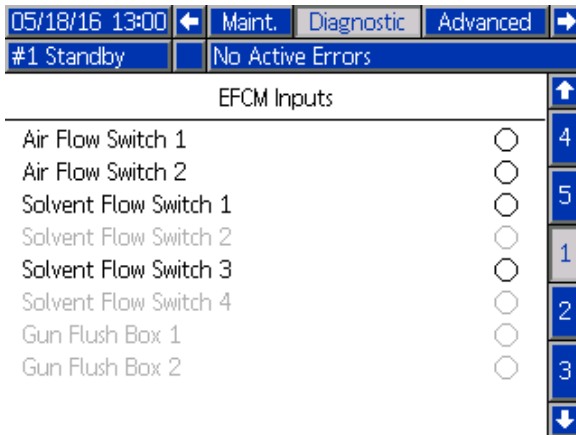 05/18/16 13:00 Maint. Diagnostic Advanced
#1 Standby No Active Errors
EFCM Inputs
Air Flow Switch 1
Air Flow Switch 2
Solvent Flow Switch 1
Solvent Flow Switch 2
Solvent Flow Switch 3
Solvent Flow Switch 4
Gun Flush Box 1
Gun Flush Box 2
4
5
1
2
3